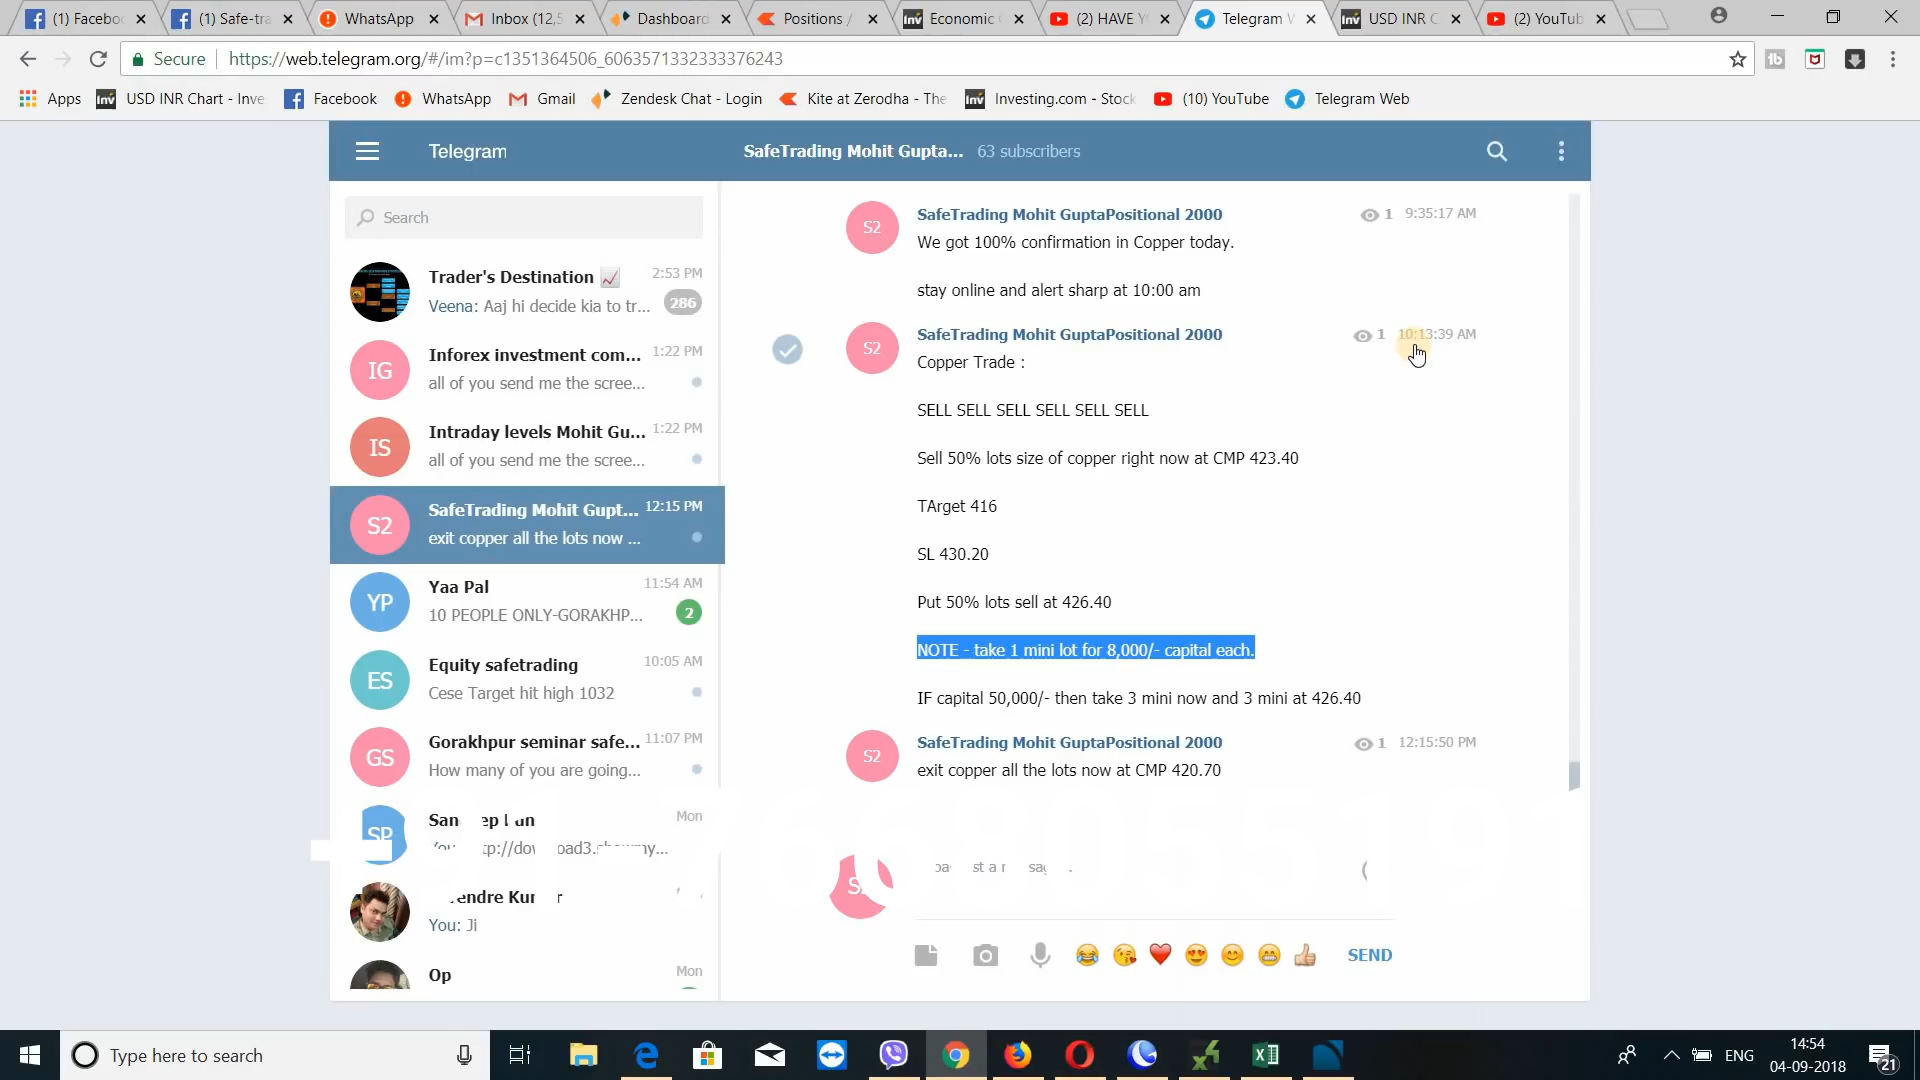 (1) Faceboo
(1) Safe-tra
WhatsApp
Inbox (12,5
Dashboard
Positions /
Economic
(2) HAVE Y
Telegram W
USD INR C
(2) YouTub
Secure
https://web.telegram.org/#/im?p=c1351364506_6063571332333376243
Apps
USD INR Chart - Inve
Facebook
WhatsApp
Gmail
Zendesk Chat - Login
Kite at Zerodha - The
Investing.com - Stock
(10) YouTube
Telegram Web
Telegram
SafeTrading Mohit Gupta... 63 subscribers
Search
Trader's Destination 2:53 PM
Veena: Aaj hi decide kia to tr... 286
IG
Inforex investment com... 1:22 PM
all of you send me the scree...
IS
Intraday levels Mohit Gu... 1:22 PM
all of you send me the scree...
S2
SafeTrading Mohit Gupt... 12:15 PM
exit copper all the lots now ...
YP
Yaa Pal 11:54 AM
10 PEOPLE ONLY-GORAKHP... 2
ES
Equity safetrading 10:05 AM
Cese Target hit high 1032
GS
Gorakhpur seminar safe... 11:07 PM
How many of you are going...
SP
Mon
You: Ji
Op Mon
S2
SafeTrading Mohit GuptaPositional 2000 1 9:35:17 AM
We got 100% confirmation in Copper today.
stay online and alert sharp at 10:00 am
S2
SafeTrading Mohit GuptaPositional 2000 1 10:13:39 AM
Copper Trade :
SELL SELL SELL SELL SELL SELL
Sell 50% lots size of copper right now at CMP 423.40
TArget 416
SL 430.20
Put 50% lots sell at 426.40
NOTE - take 1 mini lot for 8,000/- capital each.
IF capital 50,000/- then take 3 mini now and 3 mini at 426.40
S2
SafeTrading Mohit GuptaPositional 2000 1 12:15:50 PM
exit copper all the lots now at CMP 420.70
SEND
Type here to search
ENG
14:54
04-09-2018
21